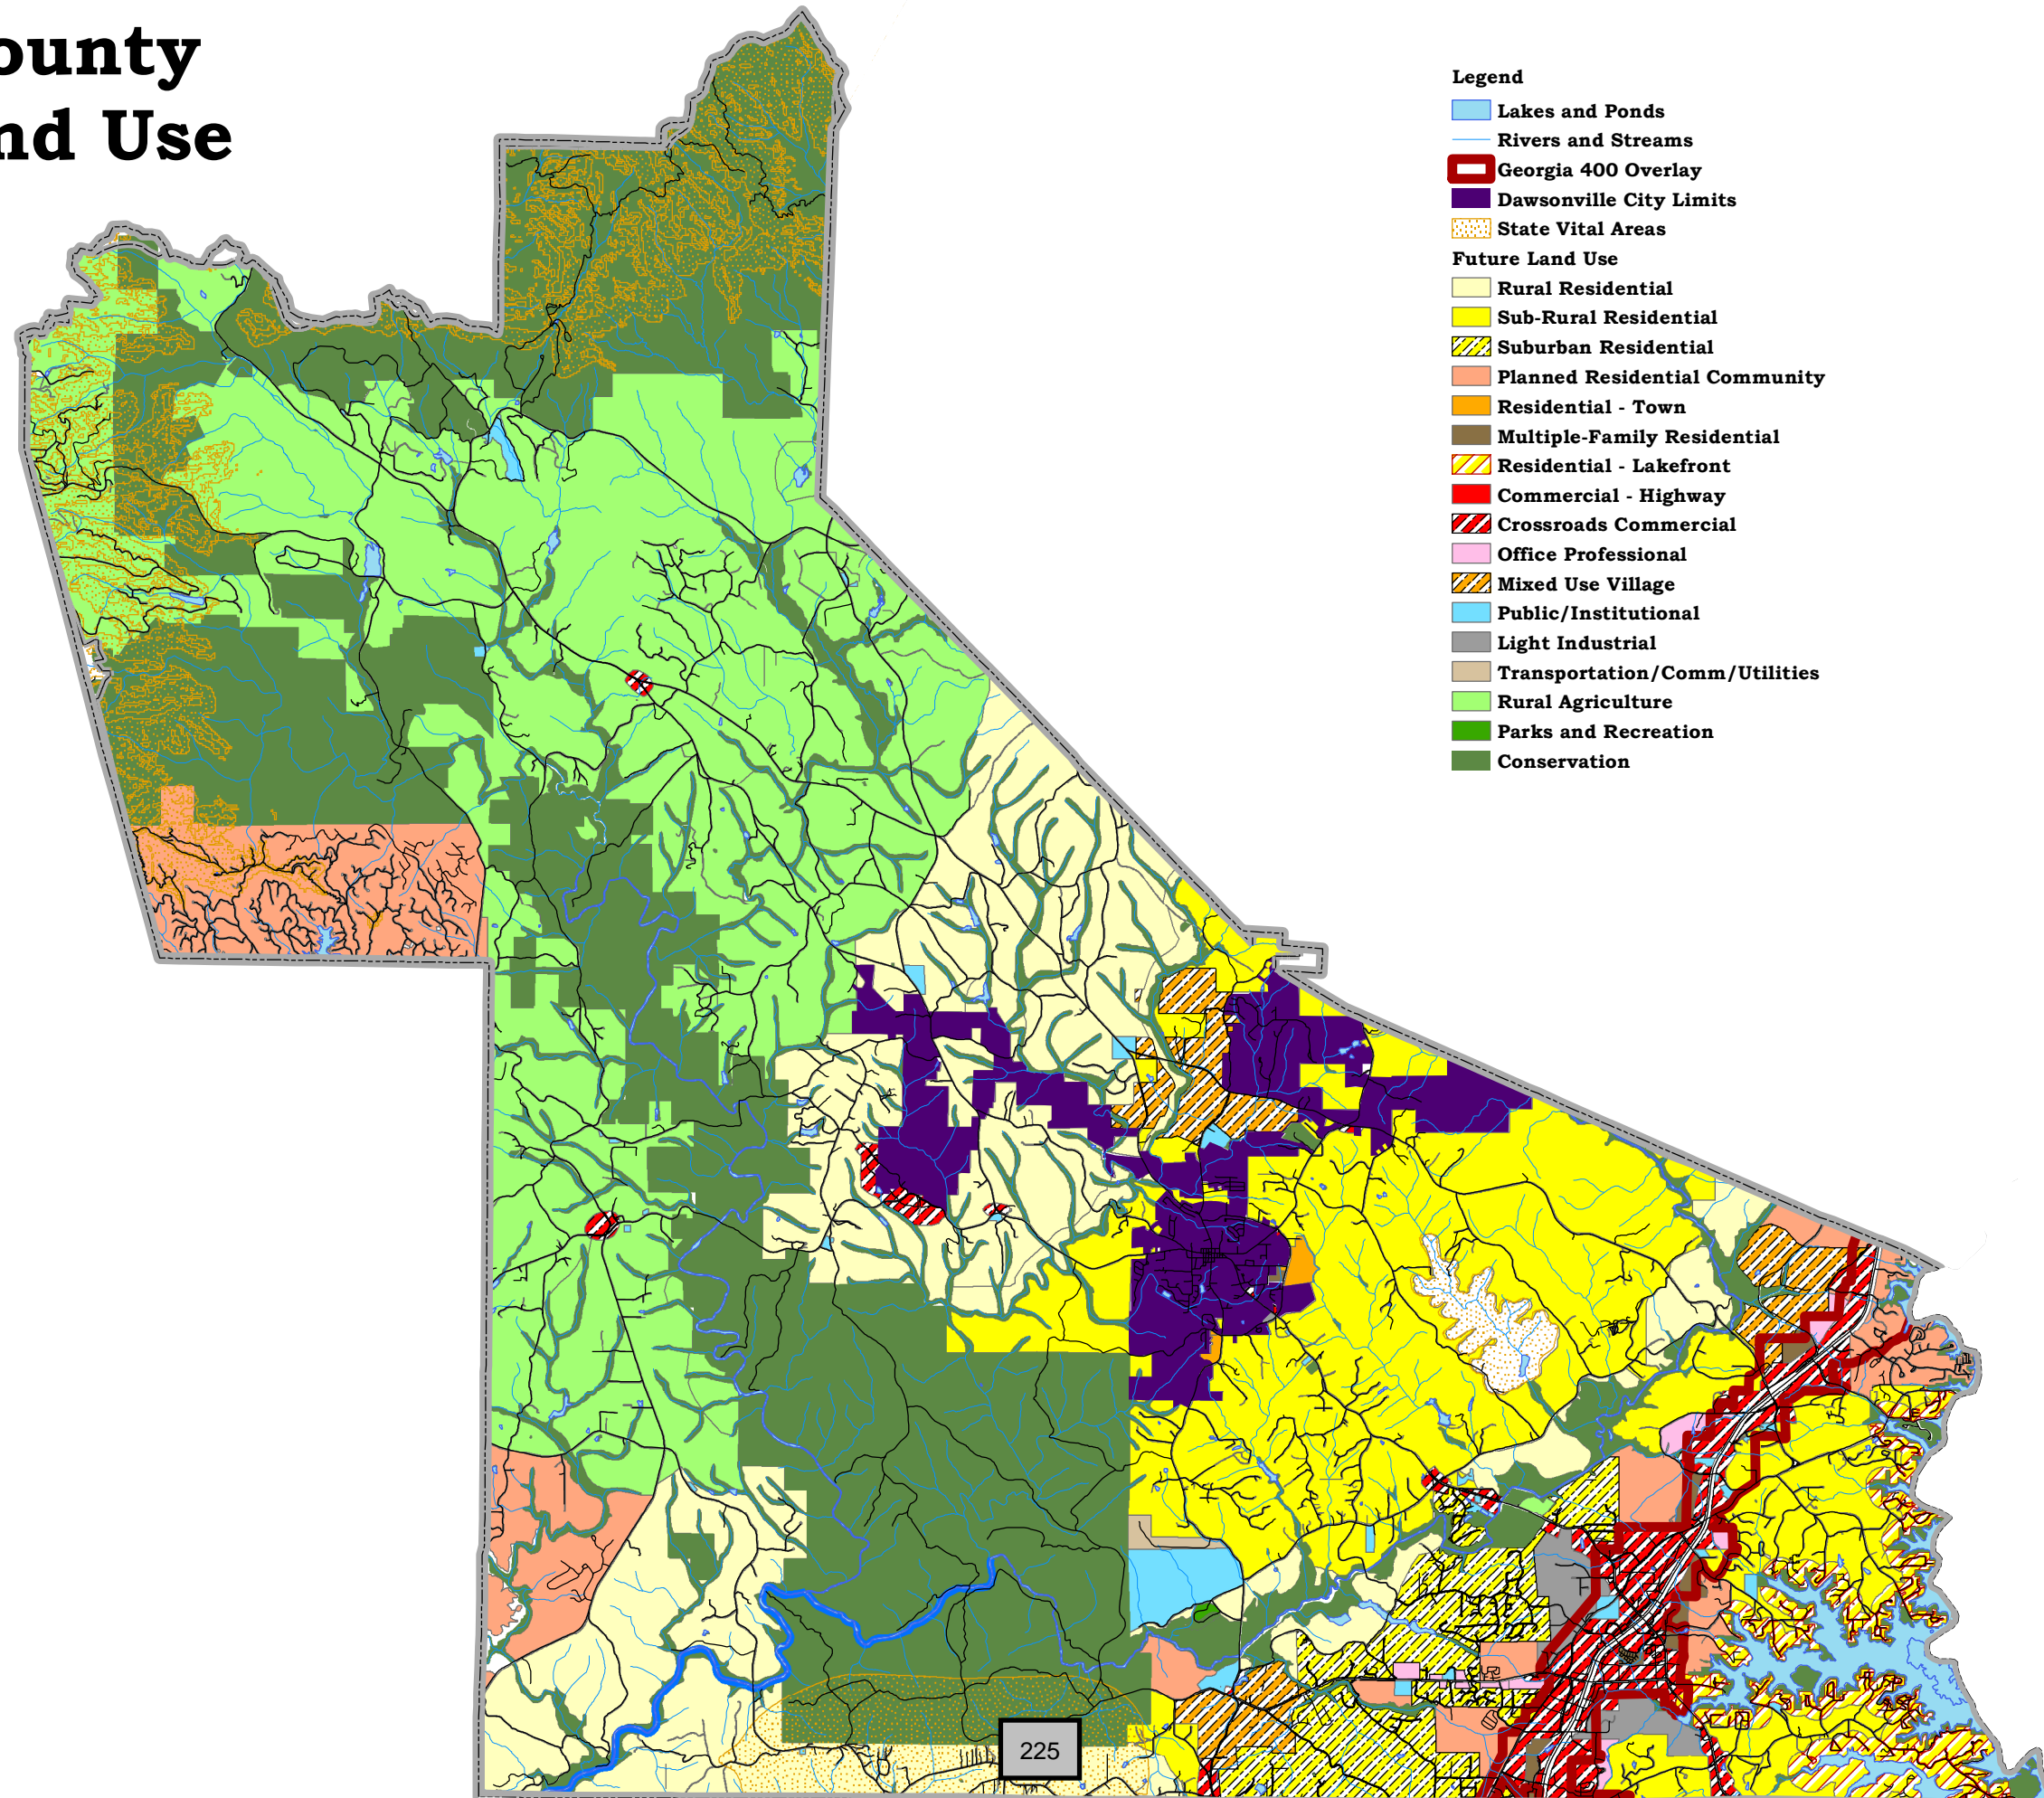 ounty
nd Use
Legend
Lakes and Ponds
Rivers and Streams
Georgia 400 Overlay
Dawsonville City Limits
State Vital Areas
Future Land Use
Rural Residential
Sub-Rural Residential
Suburban Residential
Planned Residential Community
Residential - Town
Multiple-Family Residential
Residential - Lakefront
Commercial - Highway
Crossroads Commercial
Office Professional
Mixed Use Village
Public/Institutional
Light Industrial
Transportation/Comm/Utilities
Rural Agriculture
Parks and Recreation
Conservation
225